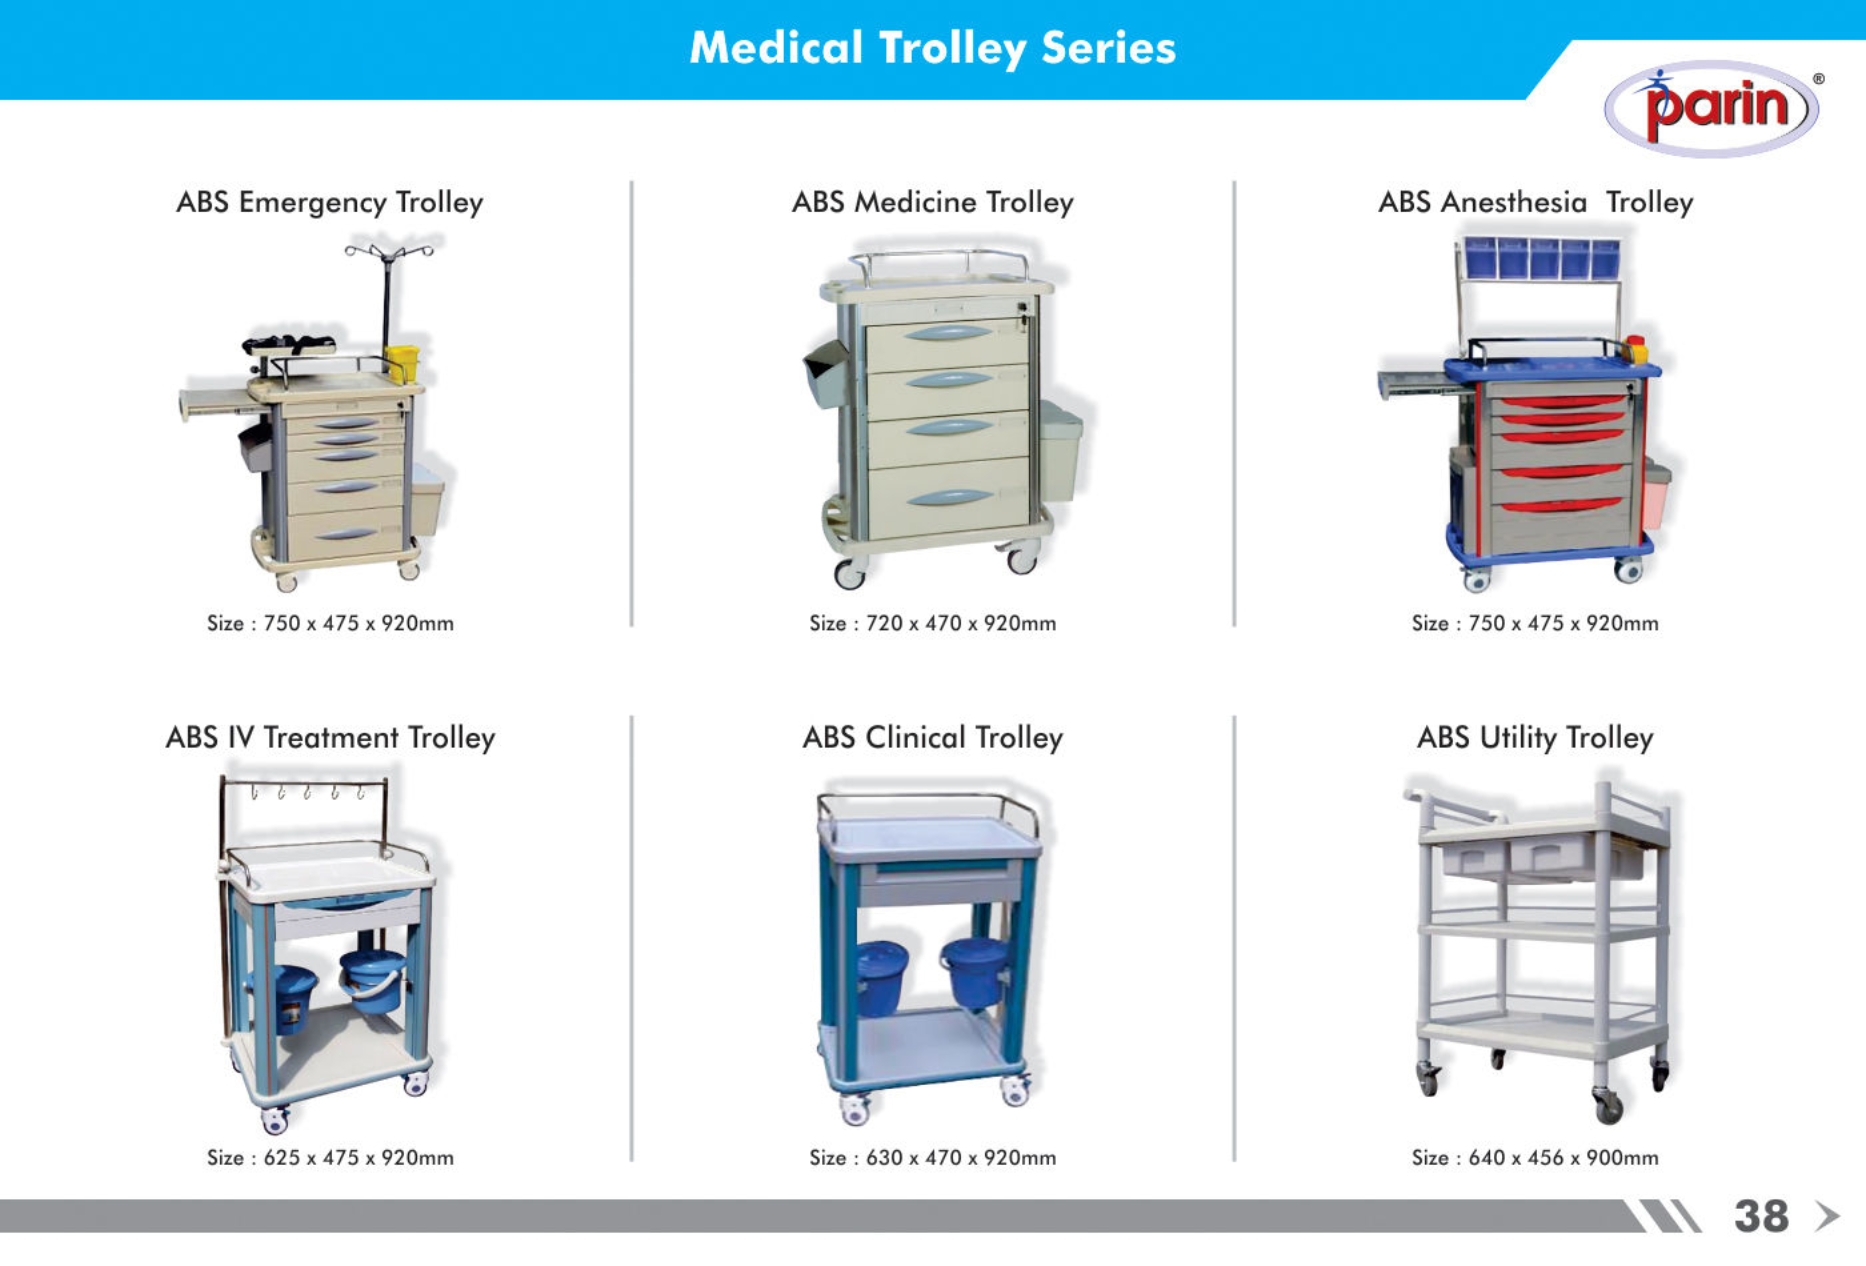 Medical Trolley Series
parin®
ABS Emergency Trolley
ABS Medicine Trolley
ABS Anesthesia Trolley
Size : 750 x 475 x 920mm
Size : 720 x 470 x 920mm
Size : 750 x 475 x 920mm
ABS IV Treatment Trolley
ABS Clinical Trolley
ABS Utility Trolley
Size : 625 x 475 x 920mm
Size : 630 x 470 x 920mm
Size : 640 x 456 x 900mm
38